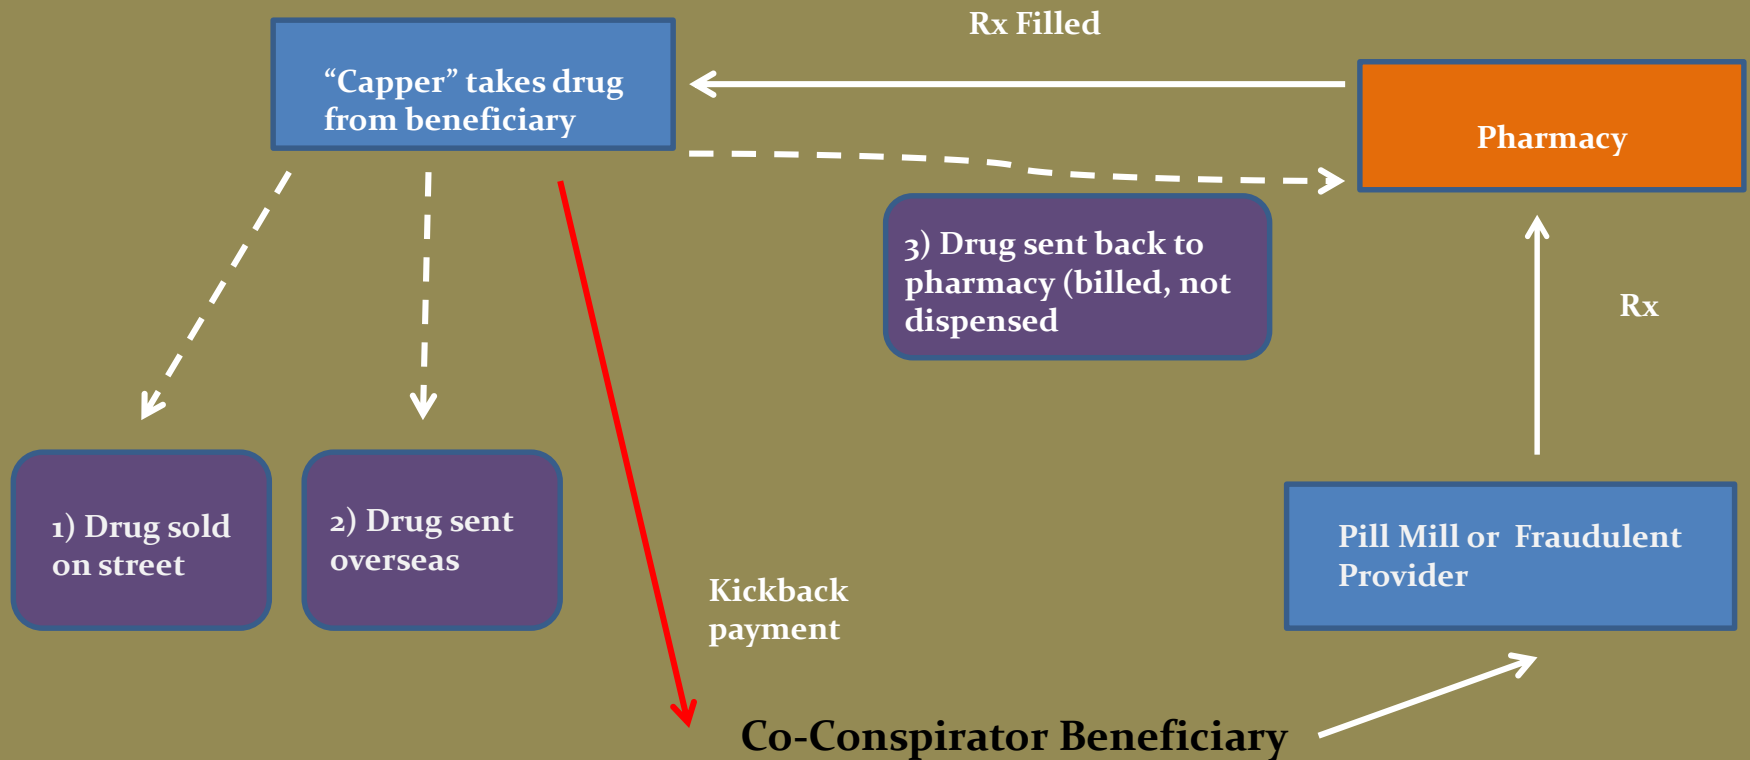 Rx Filled
“Capper” takes drug
from beneficiary
Pharmacy
3) Drug sent back to
pharmacy (billed, not
dispensed
Rx
1) Drug sold
on street
2) Drug sent
overseas
Pill Mill or  Fraudulent
Provider
Kickback
payment
Co-Conspirator Beneficiary